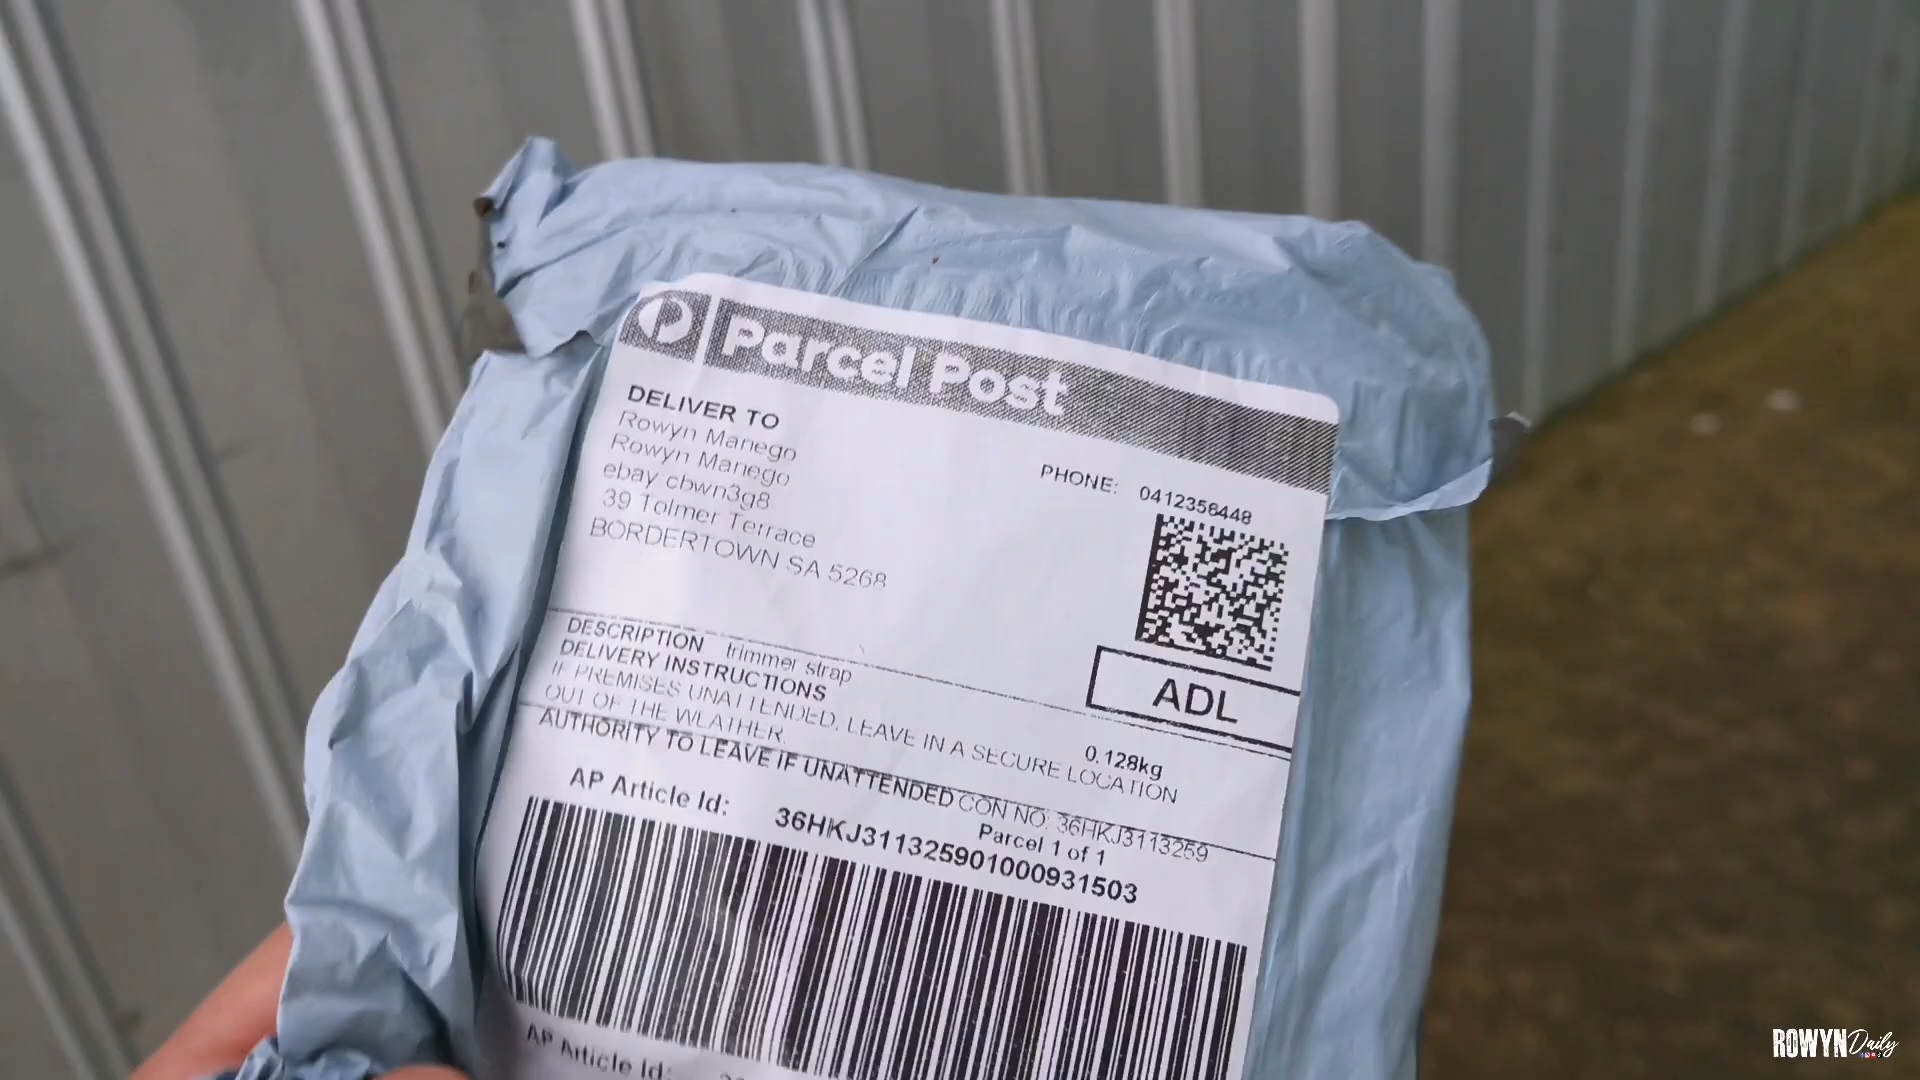 Parcel Post
DELIVER TO
Rowyn Manego
Rowyn Manego
ebay cbwn3g8
39 Tolmer Terrace
BORDERTOWN SA 5268
PHONE: 0412358448
ADL
DESCRIPTION trimmer strap
0.128kg
DELIVERY INSTRUCTIONS
IF PREMISES UNATTENDED, LEAVE IN A SECURE LOCATION
OUT OF THE WEATHER.
AUTHORITY TO LEAVE IF UNATTENDED CON NO: 36HKJ3113259
Parcel 1 of 1
AP Article Id: 36HKJ311325901000931503
AP Article Id:
ROWYN Daily